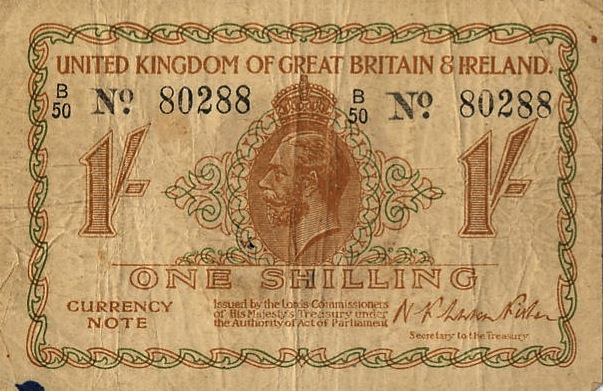 UNITED KINGDOM OF GREAT BRITAIN & IRELAND.
B
50 Nº 80288 B
50 Nº 80288
1/- 1/-
ONE SHILLING
CURRENCY
NOTE
Issued by the Lords Commissioners
of His Majesty's Treasury under
the Authority of Act of Parliament
Secretary to the Treasury